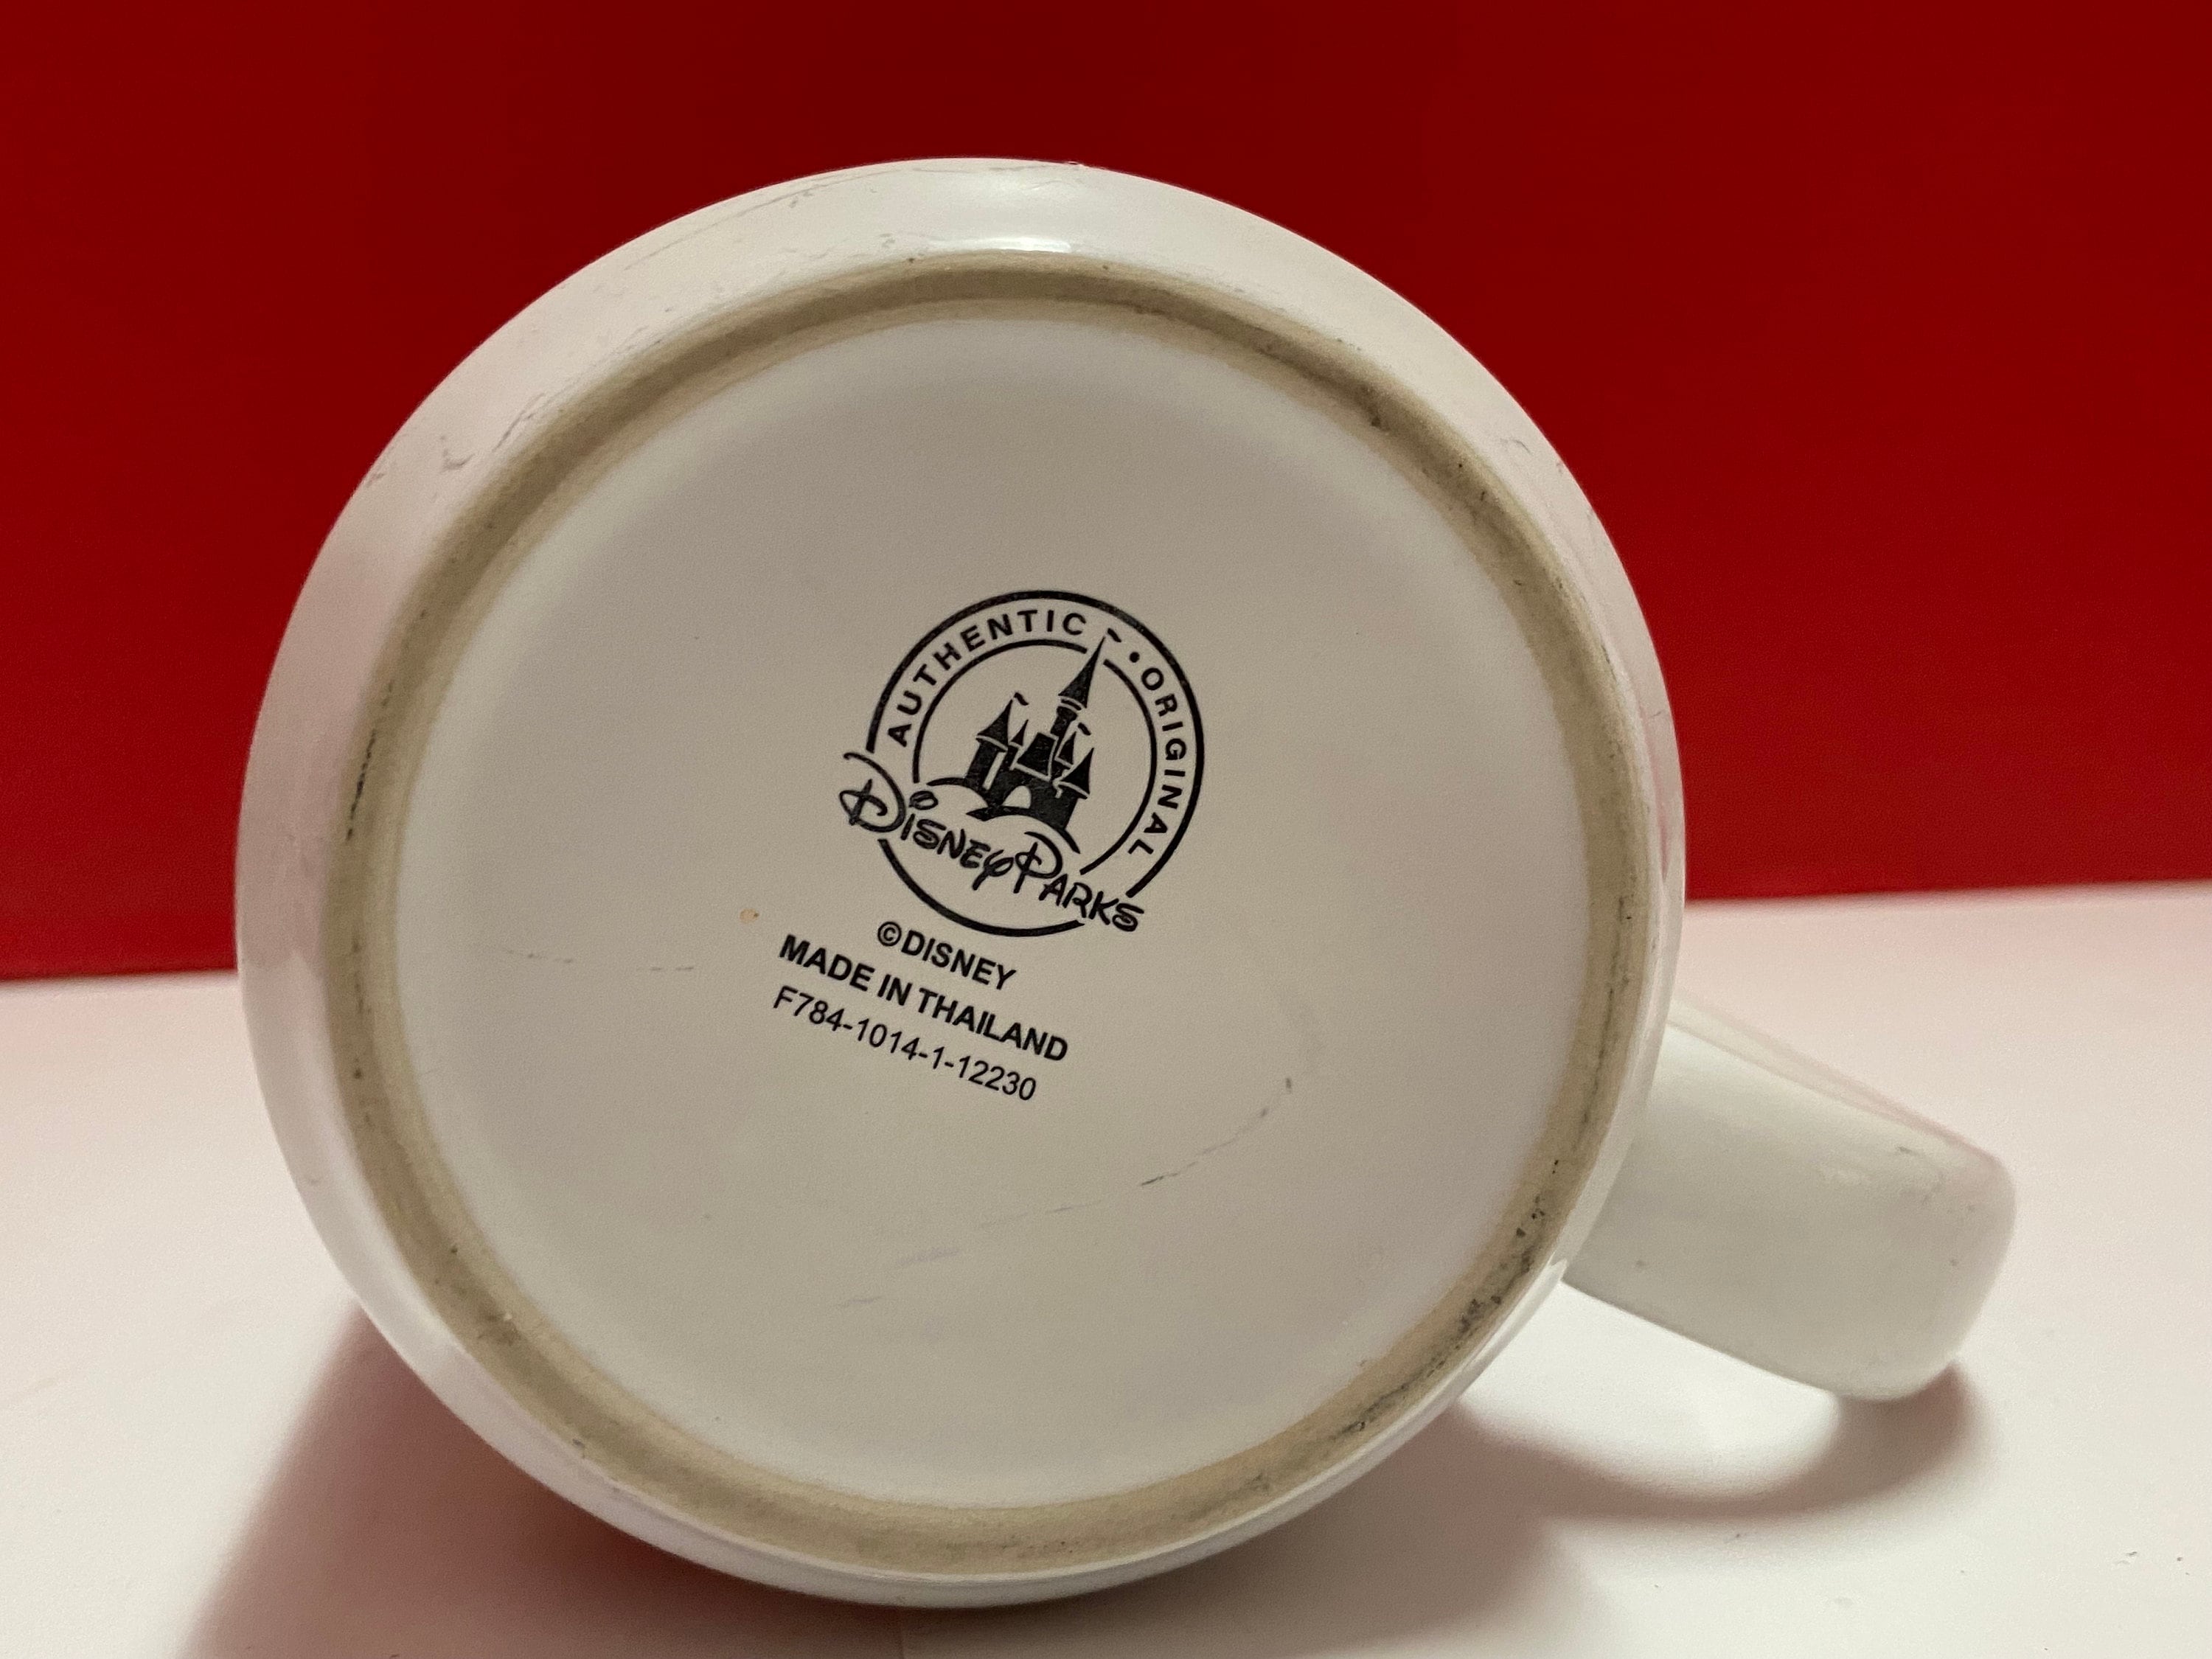 AUTHENTIC • ORIGINAL
Disney Parks
©DISNEY
MADE IN THAILAND
F784-1014-1-12230